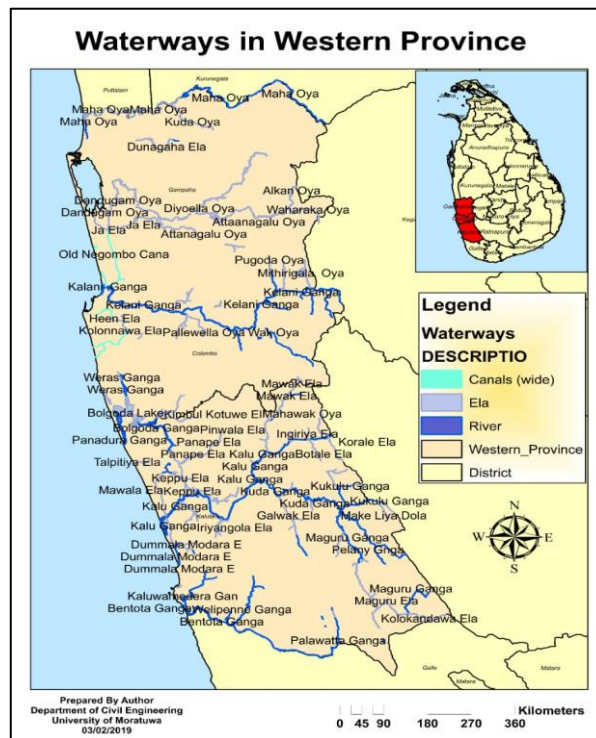 Waterways in Western Province
Puttalam
Kurunegala
Maha Oya
Maha Oya
Maha Oya
Maha Oya
Maha Oya
Kuda Oya
Dunagaha Ela
Gampaha
Alkan Oya
Dandugam Oya
Diyoella Oya
Waharaka Oya
Dandugam Oya
Attaanagalu Oya
Ja Ela
Ja Ela
Attanagalu Oya
Old Negombo Cana
Pugoda Oya
Mithirigala Oya
Kalani Ganga
Kelani Ganga
Kelani Ganga
Kelani Ganga
Heen Ela
Kolonnawa Ela
Pallewella Oya
Wak Oya
Colombo
Weras Ganga
Weras Ganga
Mawak Ela
Mawak Ela
Bolgoda Lake
Kimbul Kotuwe El
Mahawak Oya
Bolgoda Ganga
Pinwala Ela
Ingiriya Ela
Panadura Ganga
Panape Ela
Korale Ela
Panape Ela
Kalu Ganga
Botale Ela
Talpitiya Ela
Kalu Ganga
Keppu Ela
Kalu Ganga
Kukulu Ganga
Mawala Ela
Keppu Ela
Kuda Ganga
Kukulu Ganga
Kalu Ganga
Kuda Ganga
Galwak Ela
Make Liya Dola
Kalu Ganga
Iriyangola Ela
Maguru Ganga
Dummala Modara E
Pelany Gnga
Dummala Modara E
Dummala Modara E
Kaluwamodera Gan
Maguru Ganga
Bentota Ganga
Welipenne Ganga
Maguru Ela
Bentota Ganga
Kolokandawa Ela
Palawatta Ganga
Galle
Matara
Matara
Legend
Waterways
DESCRIPTIO
Canals (wide)
Ela
River
Western_Province
District
N
W
E
S
Prepared By Author
Department of Civil Engineering
University of Moratuwa
03/02/2019
Kilometers
0 45 90 180 270 360